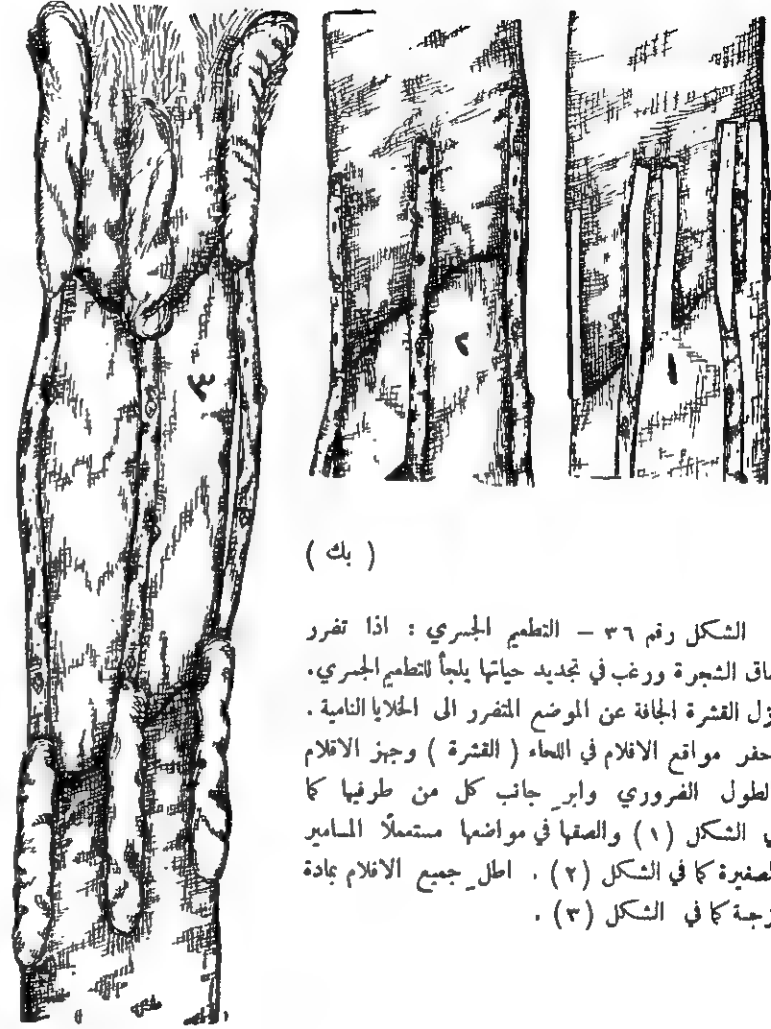 ١
٢
٣
( بك )
الشكل رقم ٣٦ – التطعيم الجسري : اذا تضرر
ساق الشجرة ورغب في تجديد حياتها يلجأ للتطعيم الجسري.
زل القشرة الجافة عن الموضع المتضرر الى الخلايا النامية .
حفر مواقع الاقلام في اللحاء ( القشرة ) وجهز الاقلام
لطول الضروري وابرِ جانب كل من طرفيها كما
ي الشكل (١) والصقها في مواضعها مستعملًا المسامير
لصغيرة كما في الشكل (٢) . اطلِ جميع الاقلام بمادة
زجة كما في الشكل (٣) .